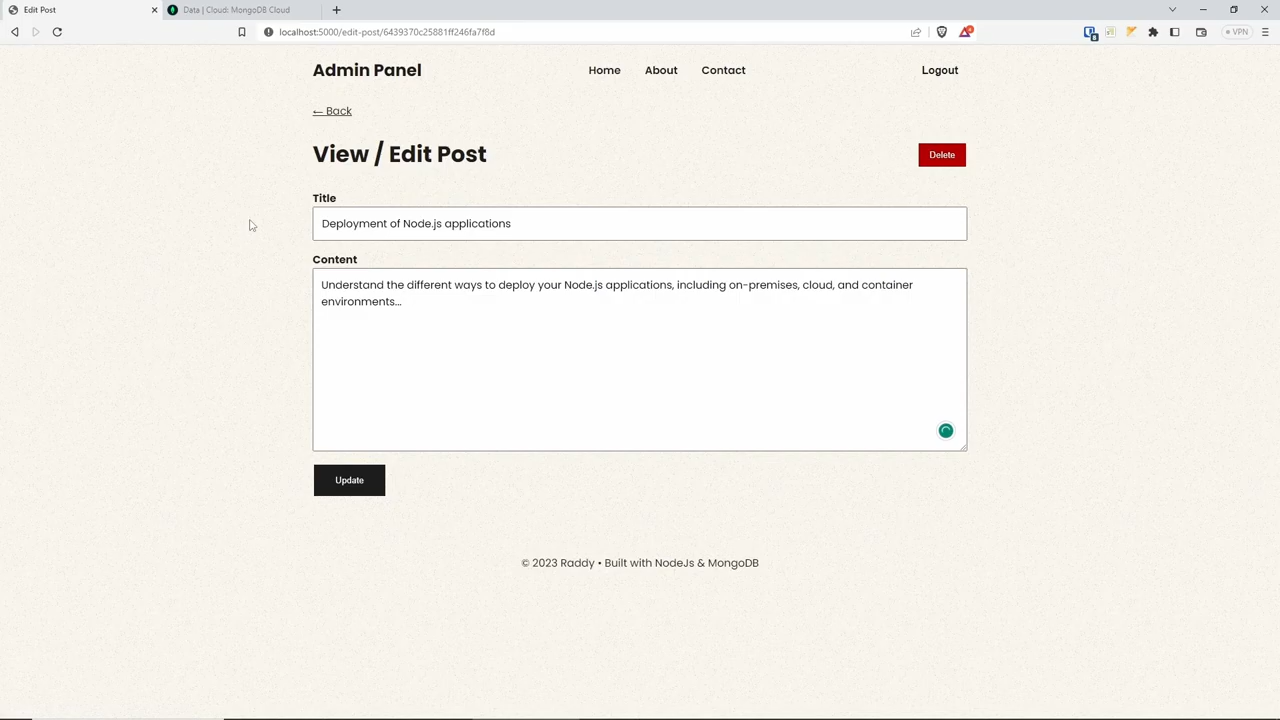 Edit Post
Data | Cloud: MongoDB Cloud
localhost:5000/edit-post/6439370c25881ff246fa7f8d
VPN
Admin Panel
Home
About
Contact
Logout
← Back
View / Edit Post
Delete
Title
Deployment of Node.js applications
Content
Understand the different ways to deploy your Node.js applications, including on-premises, cloud, and container
environments...
Update
© 2023 Raddy • Built with NodeJs & MongoDB